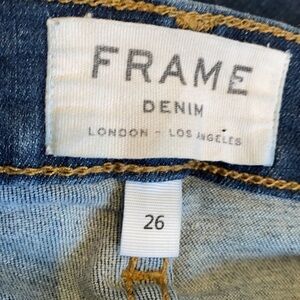 FRAME
DENIM
LONDON - LOS ANGELES
26